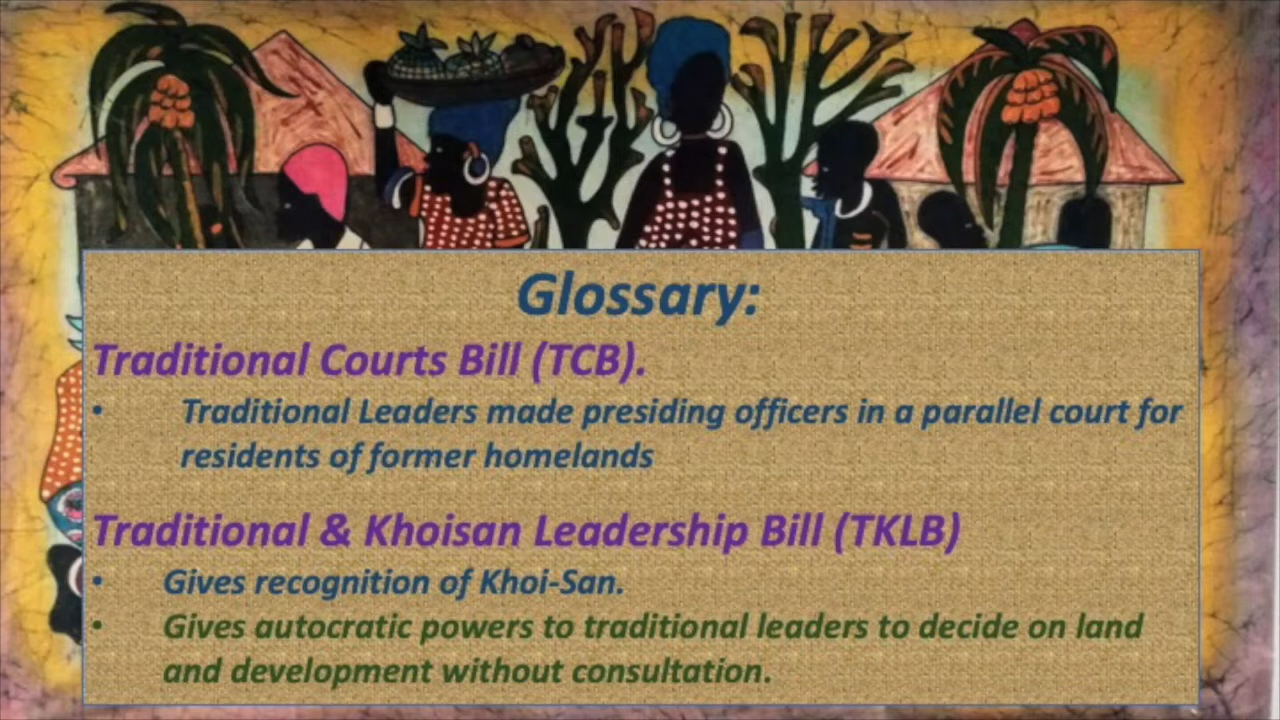 Glossary:
Traditional Courts Bill (TCB).
• Traditional Leaders made presiding officers in a parallel court for
residents of former homelands
Traditional & Khoisan Leadership Bill (TKLB)
• Gives recognition of Khoi-San.
• Gives autocratic powers to traditional leaders to decide on land
and development without consultation.